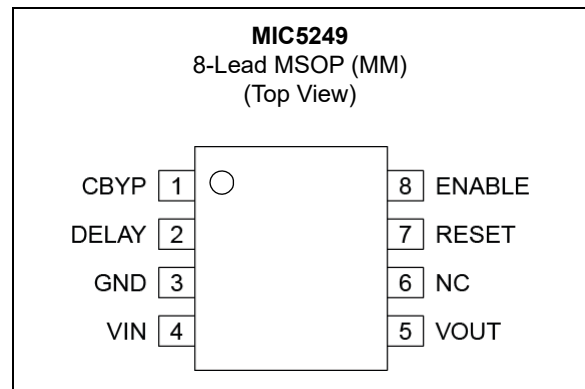 MIC5249
8-Lead MSOP (MM)
(Top View)
CBYP 1
DELAY 2
GND 3
VIN 4
8 ENABLE
7 RESET
6 NC
5 VOUT